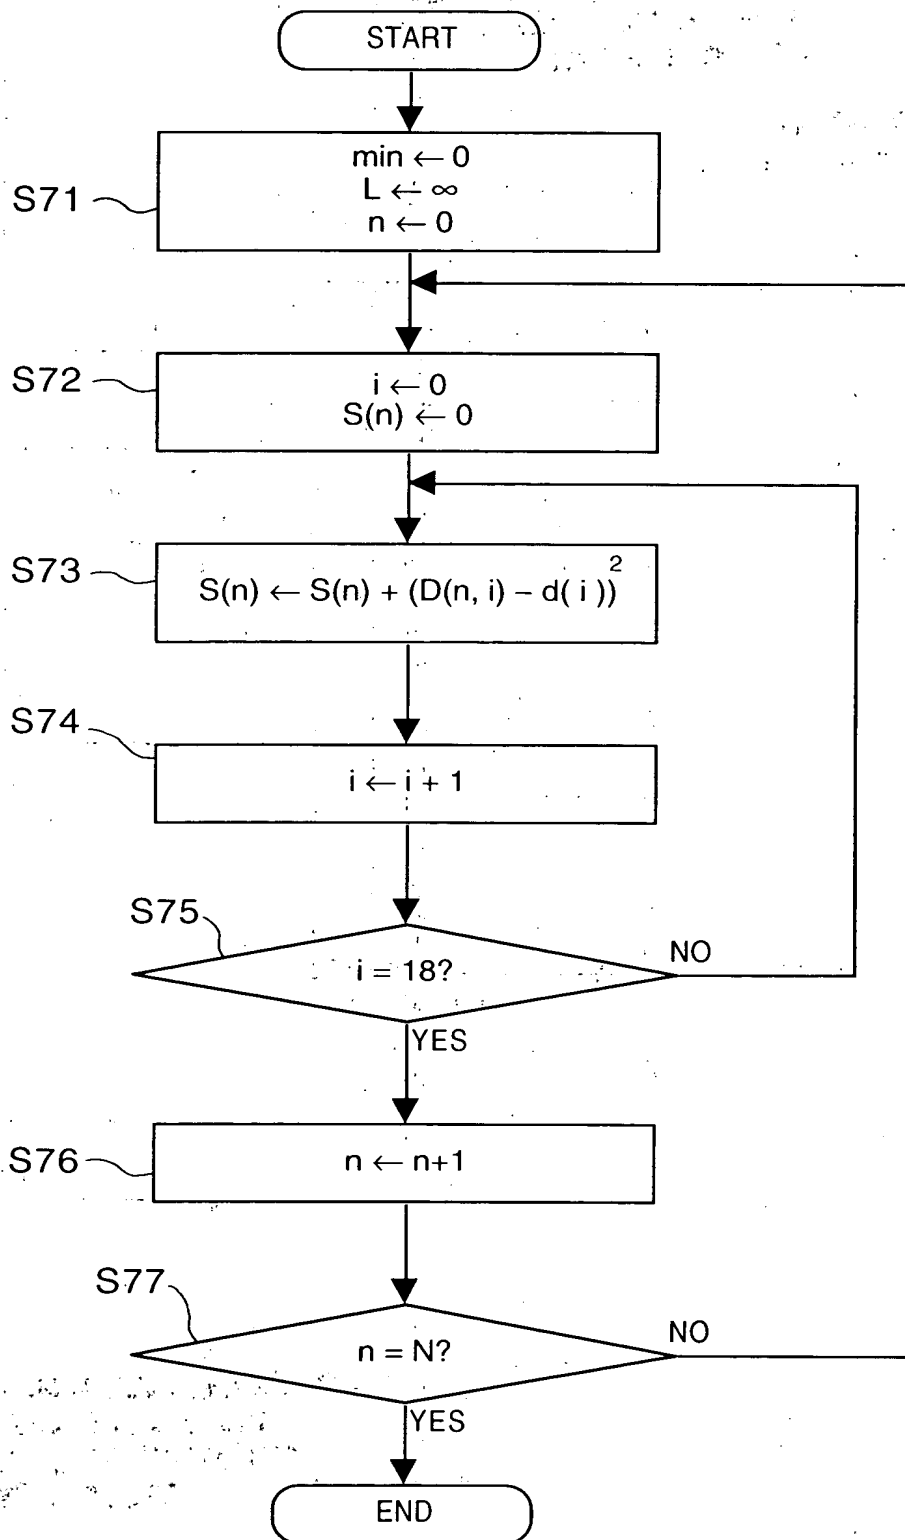 START
S71
min ← 0
L ← ∞
n ← 0
S72
i ← 0
S(n) ← 0
S73
S(n) ← S(n) + (D(n, i) − d( i ))²
S74
i ← i + 1
S75
i = 18?
NO
YES
S76
n ← n+1
S77
n = N?
NO
YES
END